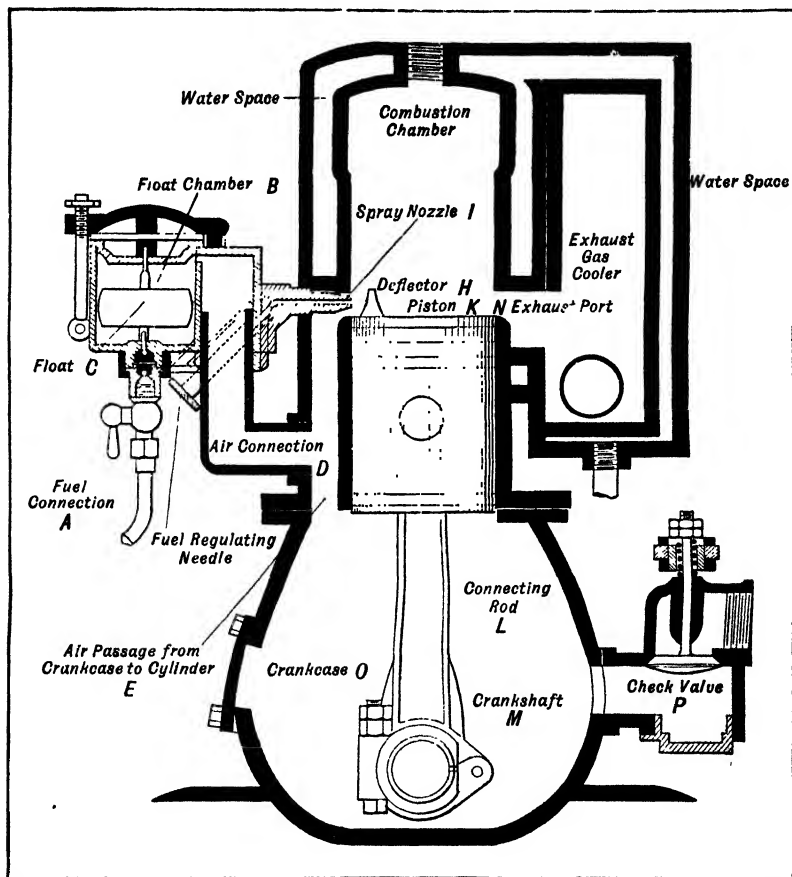 Water Space
Combustion
Chamber
Float Chamber B
Water Space
Spray Nozzle I
Exhaust
Gas
Cooler
Deflector H
Piston K N Exhaust Port
Float C
Air Connection
D
Fuel
Connection
A
Fuel Regulating
Needle
Connecting
Rod
L
Air Passage from
Crankcase to Cylinder
E
Crankcase O
Crankshaft
M
Check Valve
P